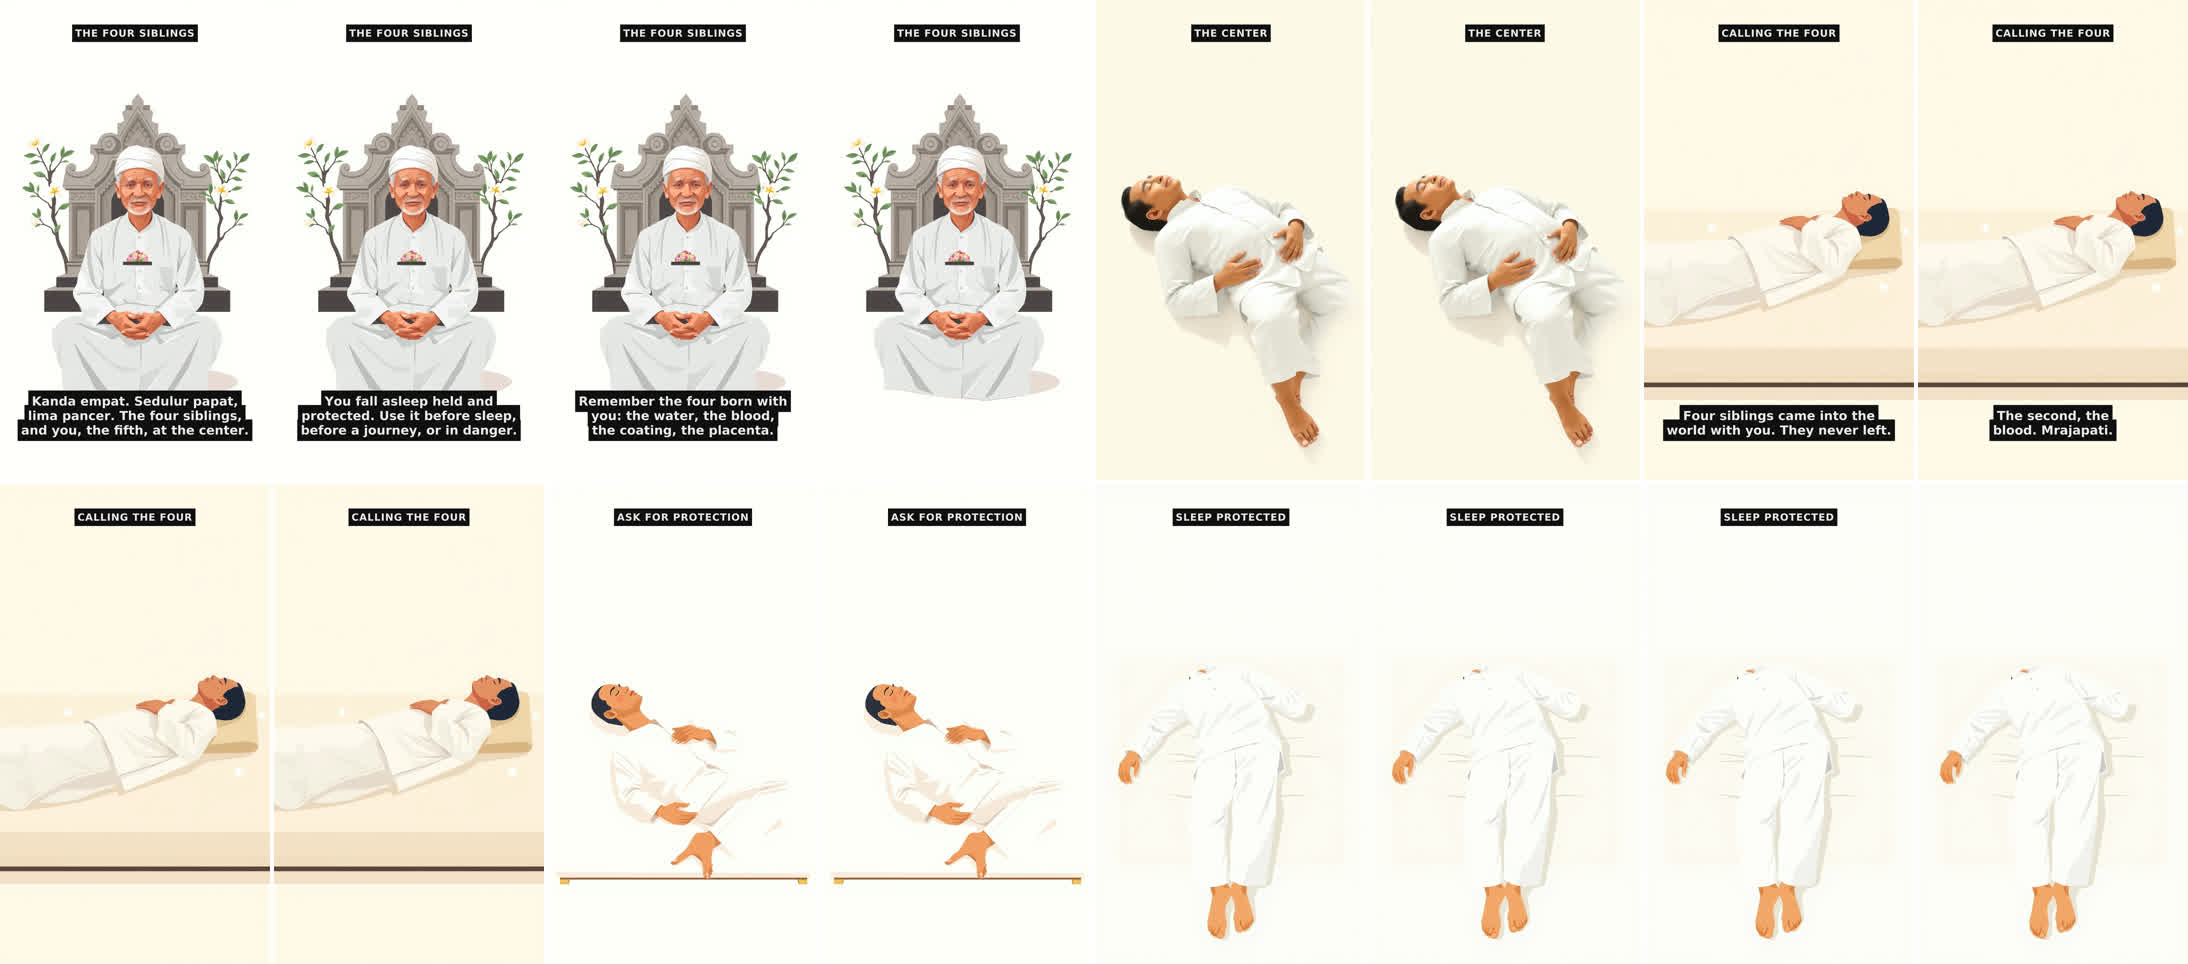 THE FOUR SIBLINGS
Kanda empat. Sedulur papat,
lima pancer. The four siblings,
and you, the fifth, at the center.
THE FOUR SIBLINGS
You fall asleep held and
protected. Use it before sleep,
before a journey, or in danger.
THE FOUR SIBLINGS
Remember the four born with
you: the water, the blood,
the coating, the placenta.
THE FOUR SIBLINGS
THE CENTER
THE CENTER
CALLING THE FOUR
Four siblings came into the
world with you. They never left.
CALLING THE FOUR
The second, the
blood. Mrajapati.
CALLING THE FOUR
CALLING THE FOUR
ASK FOR PROTECTION
ASK FOR PROTECTION
SLEEP PROTECTED
SLEEP PROTECTED
SLEEP PROTECTED